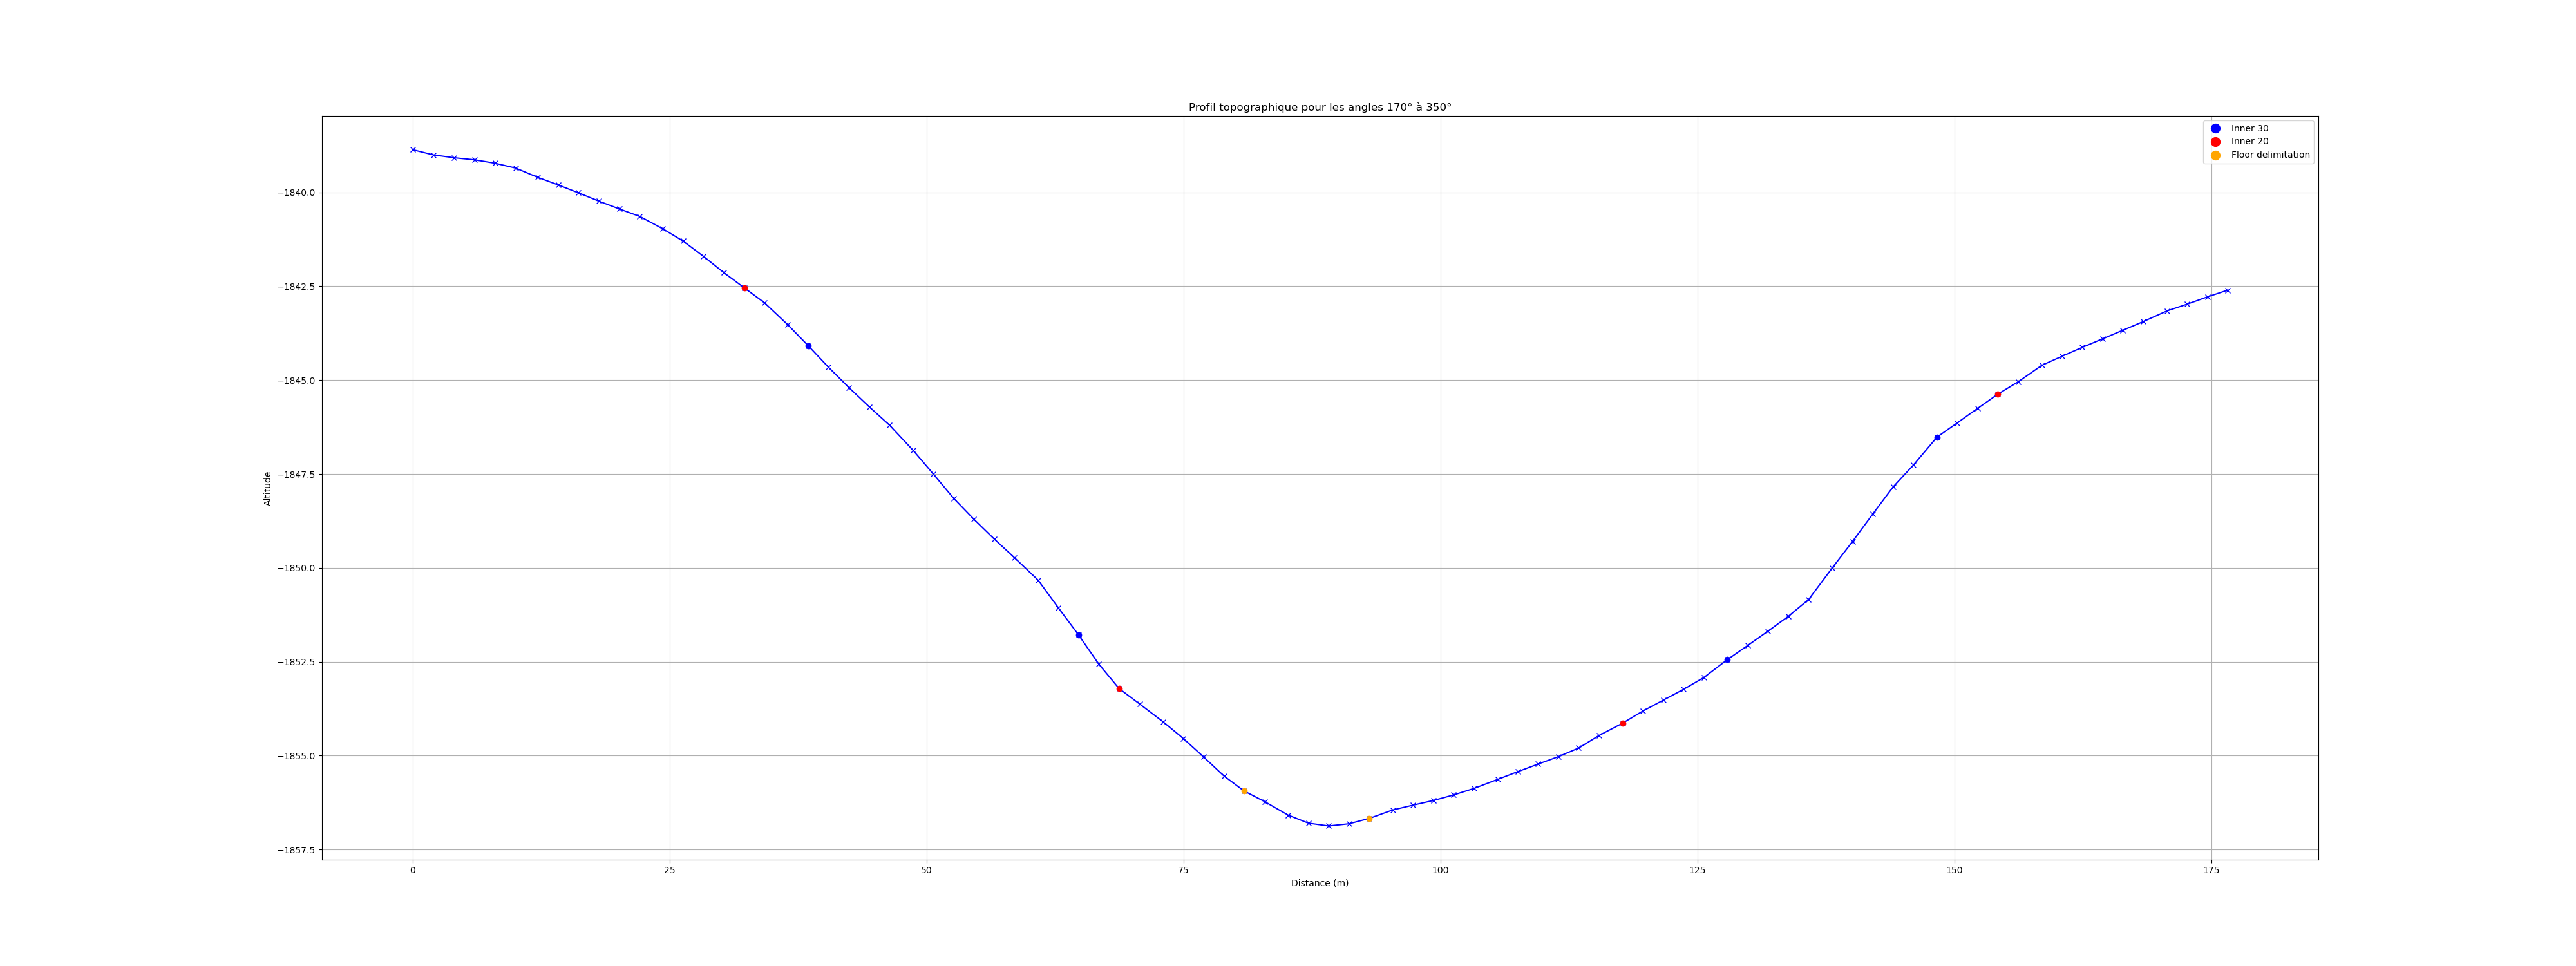 Profil topographique pour les angles 170° à 350°
Inner 30
Inner 20
Floor delimitation
Altitude
−1840.0
−1842.5
−1845.0
−1847.5
−1850.0
−1852.5
−1855.0
−1857.5
0 25 50 75 100 125 150 175
Distance (m)